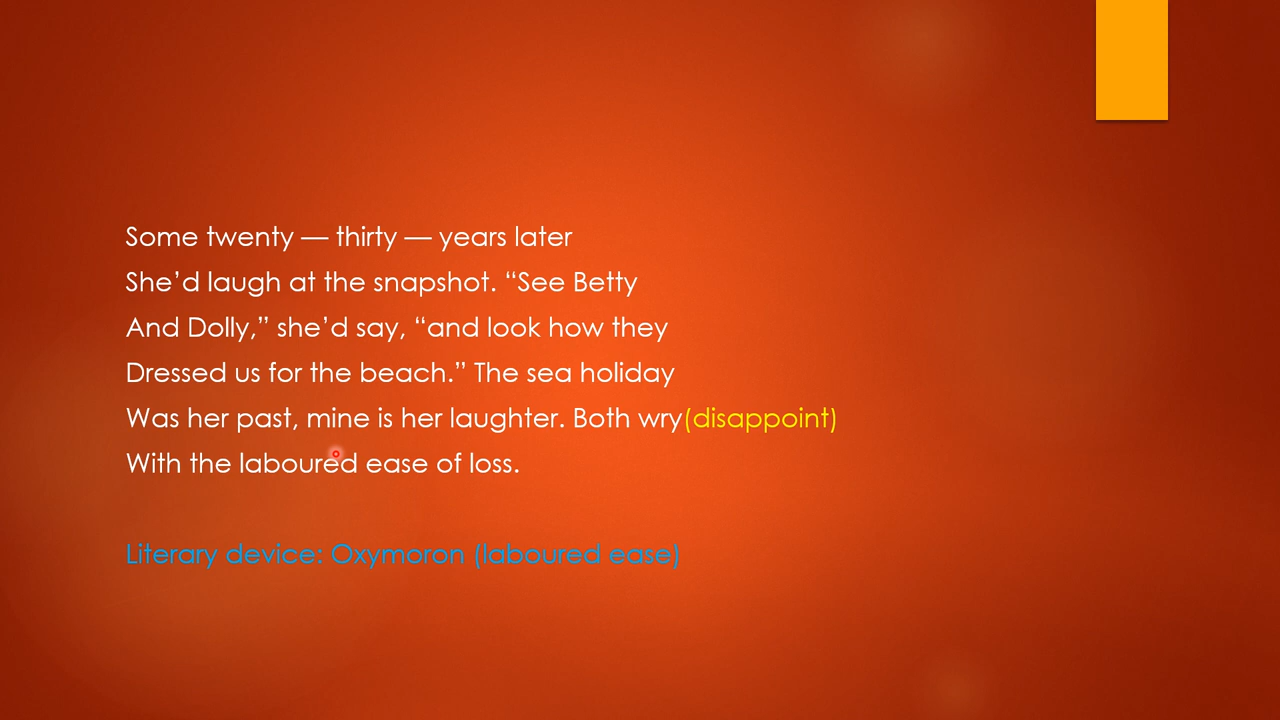 Some twenty — thirty — years later
She’d laugh at the snapshot. “See Betty
And Dolly,” she’d say, “and look how they
Dressed us for the beach.” The sea holiday
Was her past, mine is her laughter. Both wry(disappoint)
With the laboured ease of loss.
Literary device: Oxymoron (laboured ease)